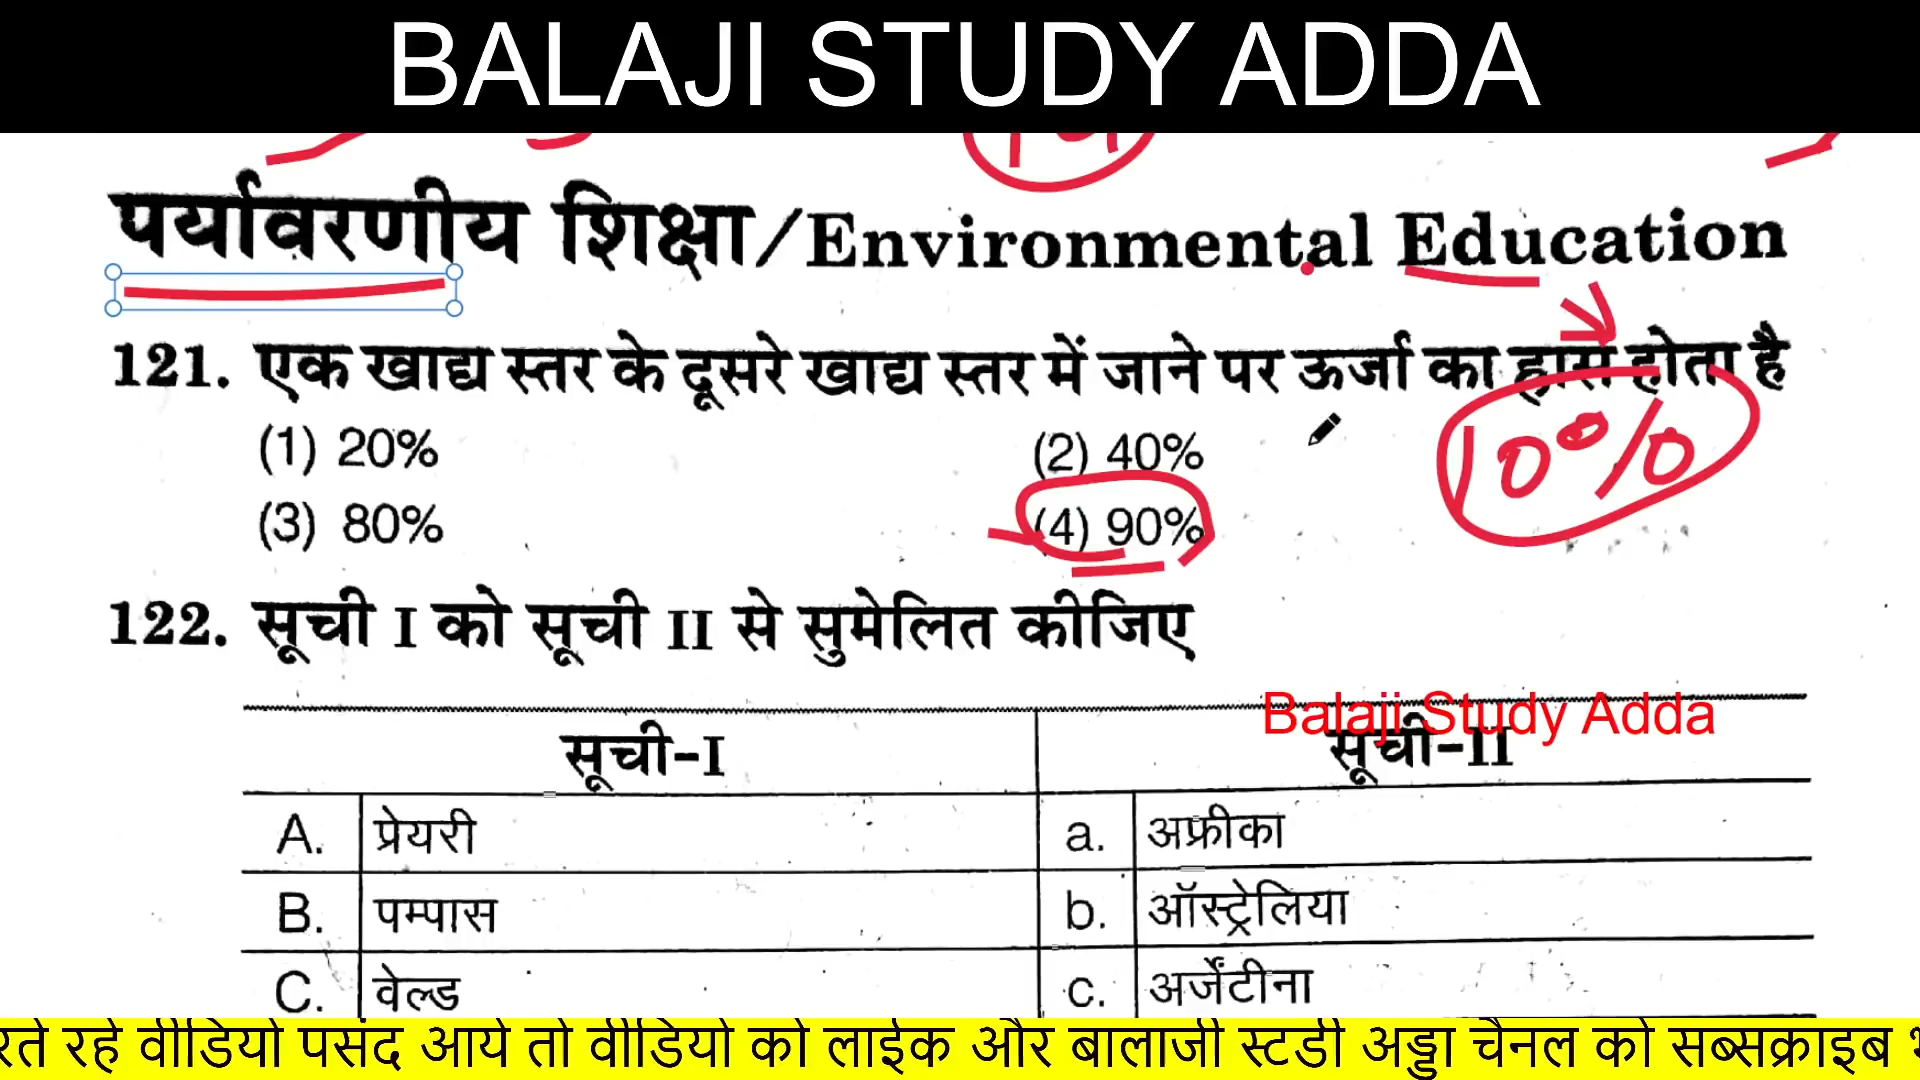 BALAJI STUDY ADDA
पर्यावरणीय शिक्षा/Environmental Education
121. एक खाद्य स्तर के दूसरे खाद्य स्तर में जाने पर ऊर्जा का ह्रास होता है
10%
(1) 20% (2) 40%
(3) 80% (4) 90%
122. सूची I को सूची II से सुमेलित कीजिए
Balaji Study Adda
सूची-I सूची-II
A. प्रेयरी a. अफ्रीका
B. पम्पास b. ऑस्ट्रेलिया
C. वेल्ड c. अर्जेंटीना
रहे वीडियो पसंद आये तो वीडियो को लाईक और बालाजी स्टडी अड्डा चैनल को सब्सक्राइब